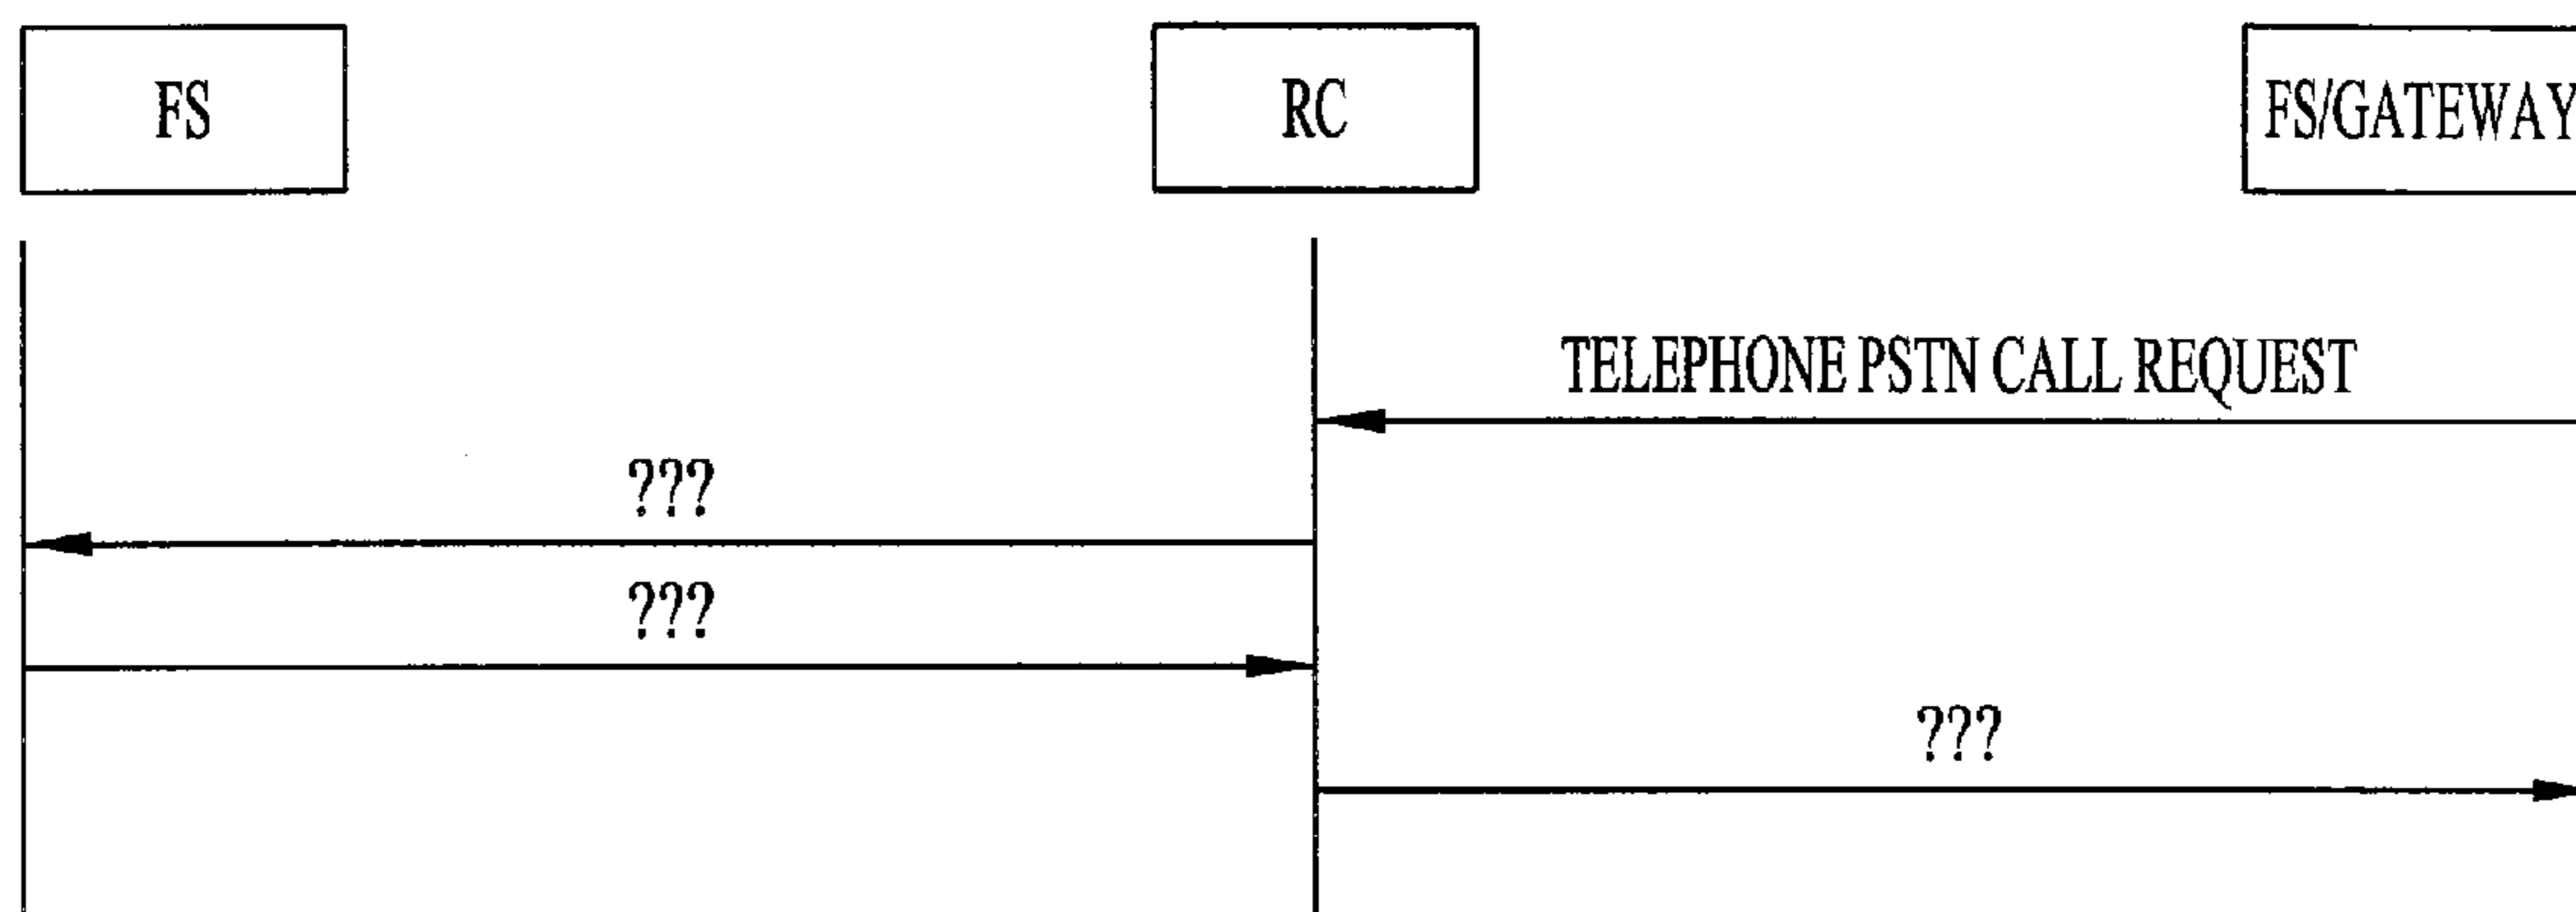 FS
RC
FS/GATEWAY
TELEPHONE PSTN CALL REQUEST
???
???
???